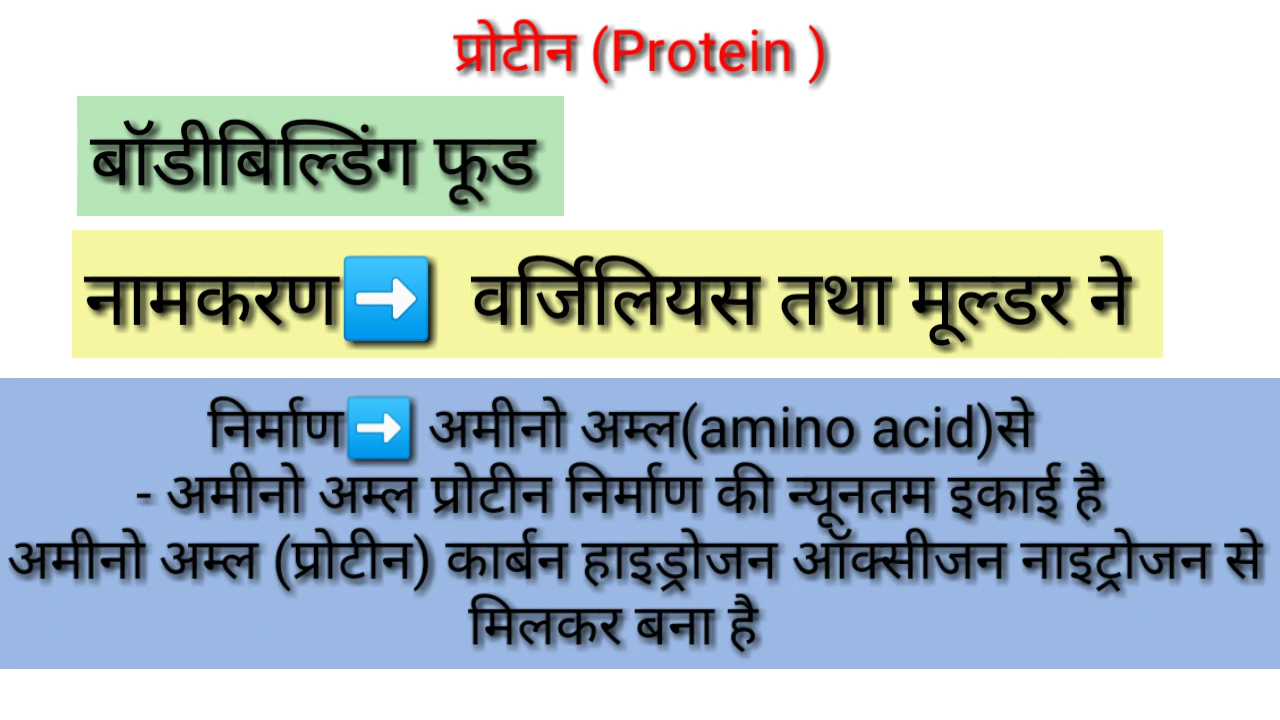 प्रोटीन (Protein )
बॉडीबिल्डिंग फूड
नामकरण➡️ वर्जिलियस तथा मूल्डर ने
निर्माण➡️ अमीनो अम्ल(amino acid)से
- अमीनो अम्ल प्रोटीन निर्माण की न्यूनतम इकाई है
अमीनो अम्ल (प्रोटीन) कार्बन हाइड्रोजन ऑक्सीजन नाइट्रोजन से
मिलकर बना है